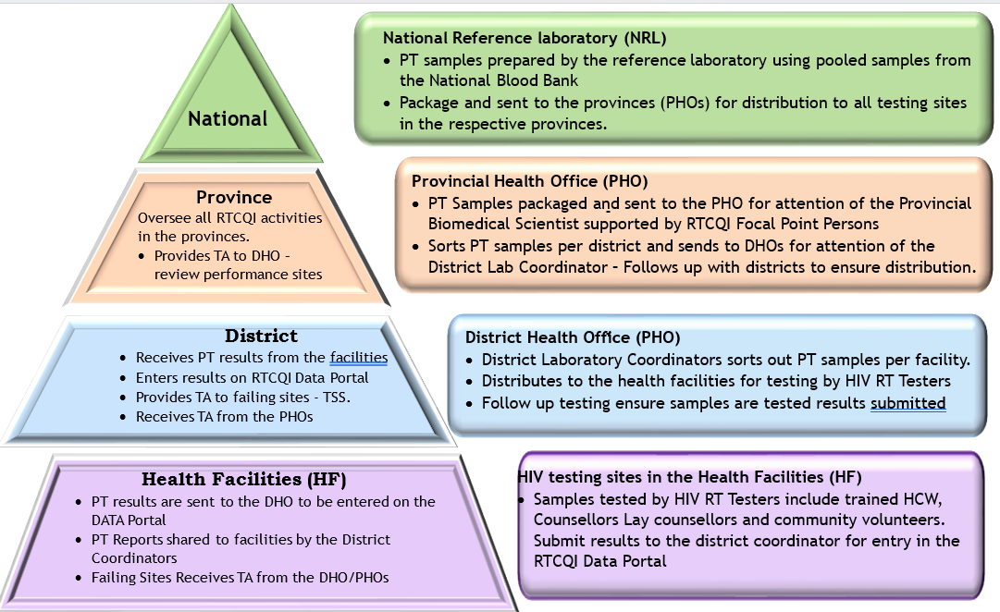 National
National Reference laboratory (NRL)
• PT samples prepared by the reference laboratory using pooled samples from
the National Blood Bank
• Package and sent to the provinces (PHOs) for distribution to all testing sites
in the respective provinces.
Province
Oversee all RTCQI activities
in the provinces.
• Provides TA to DHO –
review performance sites
Provincial Health Office (PHO)
• PT Samples packaged and sent to the PHO for attention of the Provincial
Biomedical Scientist supported by RTCQI Focal Point Persons
• Sorts PT samples per district and sends to DHOs for attention of the
District Lab Coordinator – Follows up with districts to ensure distribution.
District
• Receives PT results from the facilities
• Enters results on RTCQI Data Portal
• Provides TA to failing sites - TSS.
• Receives TA from the PHOs
District Health Office (PHO)
• District Laboratory Coordinators sorts out PT samples per facility.
• Distributes to the health facilities for testing by HIV RT Testers
• Follow up testing ensure samples are tested results submitted
Health Facilities (HF)
• PT results are sent to the DHO to be entered on the
DATA Portal
• PT Reports shared to facilities by the District
Coordinators
• Failing Sites Receives TA from the DHO/PHOs
HIV testing sites in the Health Facilities (HF)
• Samples tested by HIV RT Testers include trained HCW,
Counsellors Lay counsellors and community volunteers.
Submit results to the district coordinator for entry in the
RTCQI Data Portal